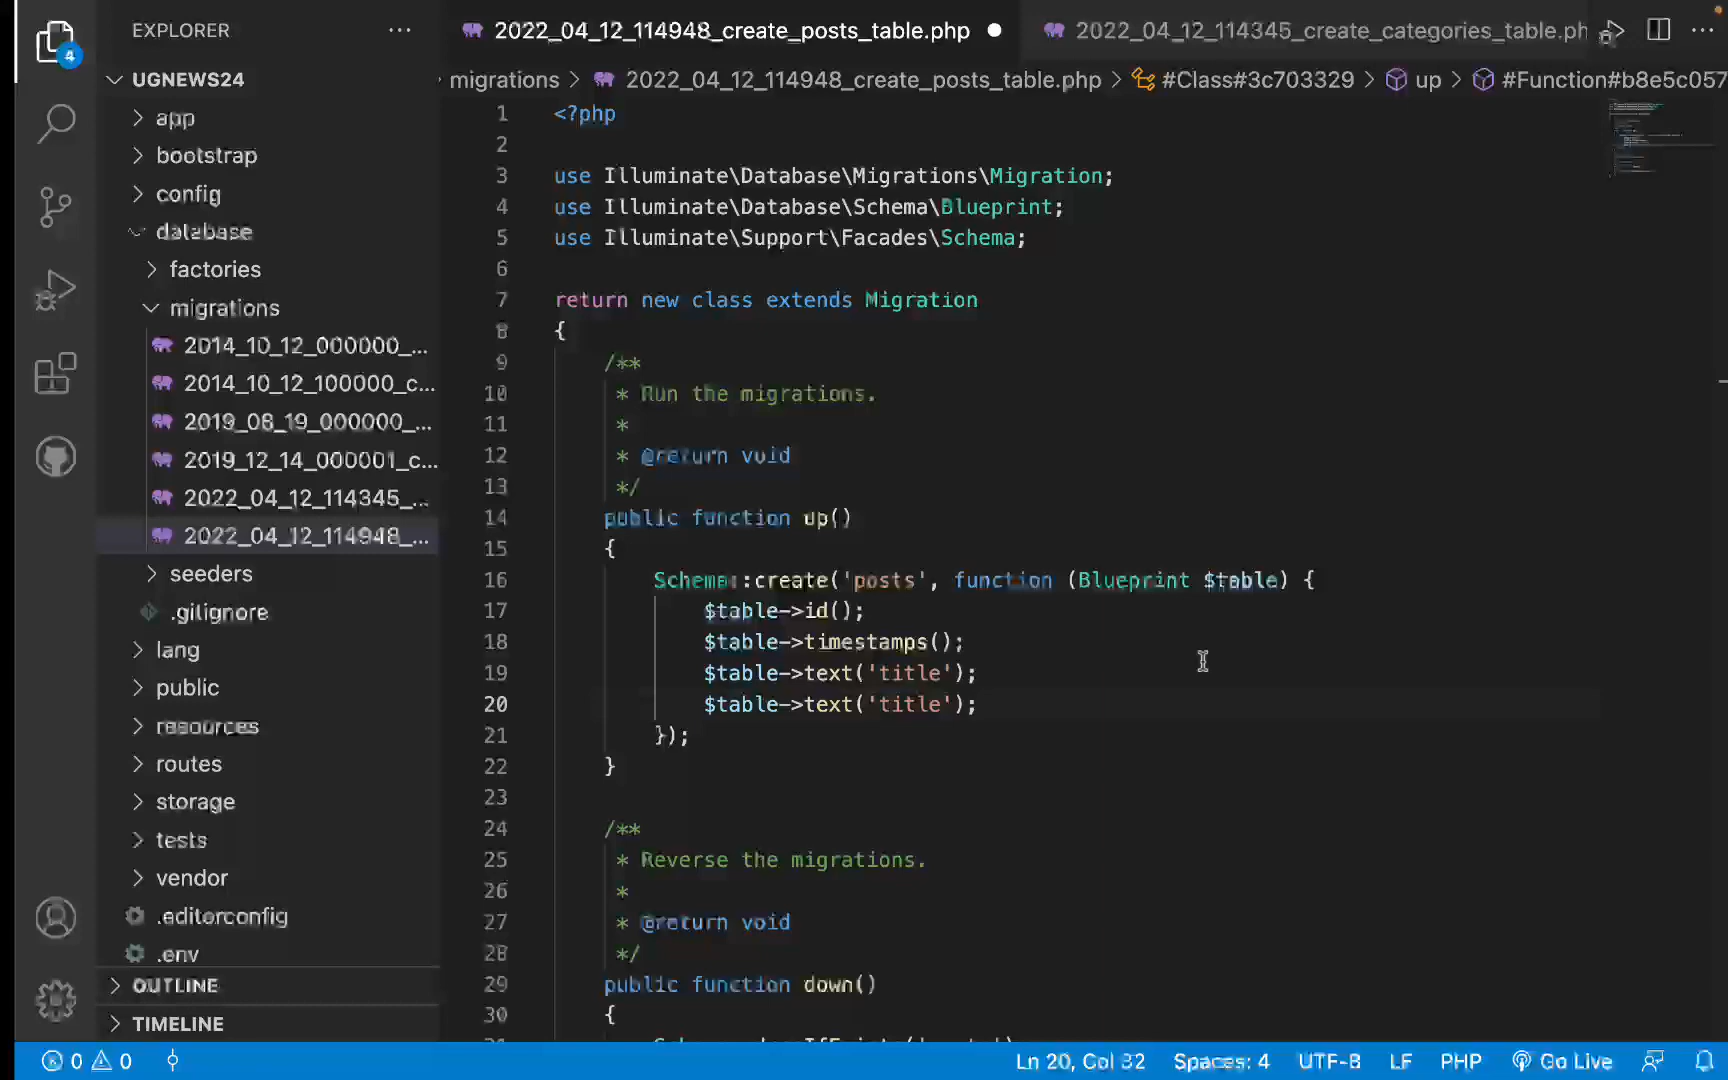 4
EXPLORER
UGNEWS24
app
bootstrap
config
database
factories
migrations
2014_10_12_000000_...
2014_10_12_100000_c...
2019_08_19_000000_...
2019_12_14_000001_c...
2022_04_12_114345_...
2022_04_12_114948_...
seeders
.gitignore
lang
public
resources
routes
storage
tests
vendor
.editorconfig
.env
OUTLINE
TIMELINE
2022_04_12_114948_create_posts_table.php
2022_04_12_114345_create_categories_table.ph
migrations > 2022_04_12_114948_create_posts_table.php > #Class#3c703329 > up > #Function#b8e5c057
1 <?php
2
3 use Illuminate\Database\Migrations\Migration;
4 use Illuminate\Database\Schema\Blueprint;
5 use Illuminate\Support\Facades\Schema;
6
7 return new class extends Migration
8 {
9 /**
10 * Run the migrations.
11 *
12 * @return void
13 */
14 public function up()
15 {
16 Schema::create('posts', function (Blueprint $table) {
17 $table->id();
18 $table->timestamps();
19 $table->text('title');
20 $table->text('title');
21 });
22 }
23
24 /**
25 * Reverse the migrations.
26 *
27 * @return void
28 */
29 public function down()
30 {
0 0
Ln 20, Col 32
Spaces: 4
UTF-8
LF
PHP
Go Live